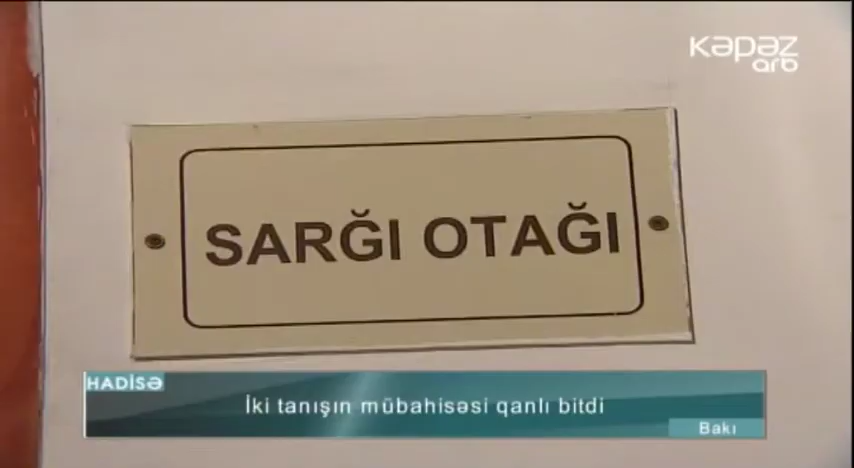 Kəpəz
arb
SARĞI OTAĞI
HADİSƏ
İki tanışın mübahisəsi qanlı bitdi
Bakı